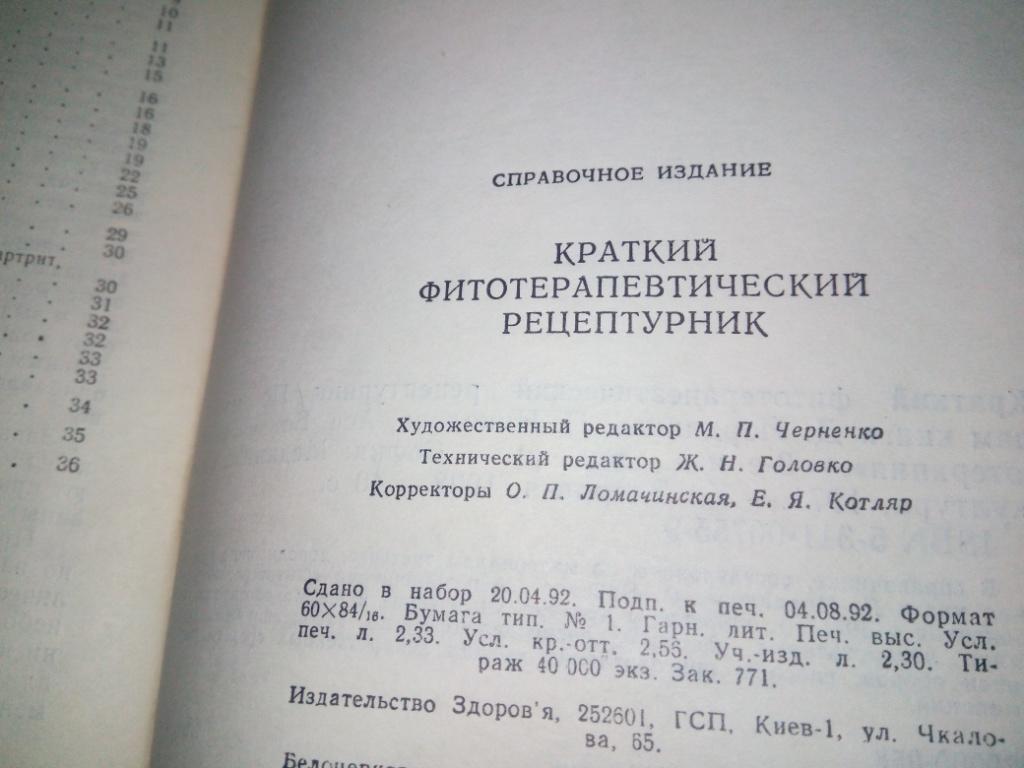 10
11
11
13
15
16
16
18
19
19
22
25
26
29
артрит, 30
30
31
32
32
33
33
34
35
36
СПРАВОЧНОЕ ИЗДАНИЕ
КРАТКИЙ
ФИТОТЕРАПЕВТИЧЕСКИЙ
РЕЦЕПТУРНИК
Художественный редактор М. П. Черненко
Технический редактор Ж. Н. Головко
Корректоры О. П. Ломачинская, Е. Я. Котляр
Сдано в набор 20.04.92. Подп. к печ. 04.08.92. Формат
60×84/16. Бумага тип. № 1. Гарн. лит. Печ. выс. Усл.
печ. л. 2,33. Усл. кр.-отт. 2,56. Уч.-изд. л. 2,30. Ти-
раж 40 000 экз. Зак. 771.
Издательство Здоров'я, 252601, ГСП, Киев-1, ул. Чкало-
ва, 65.